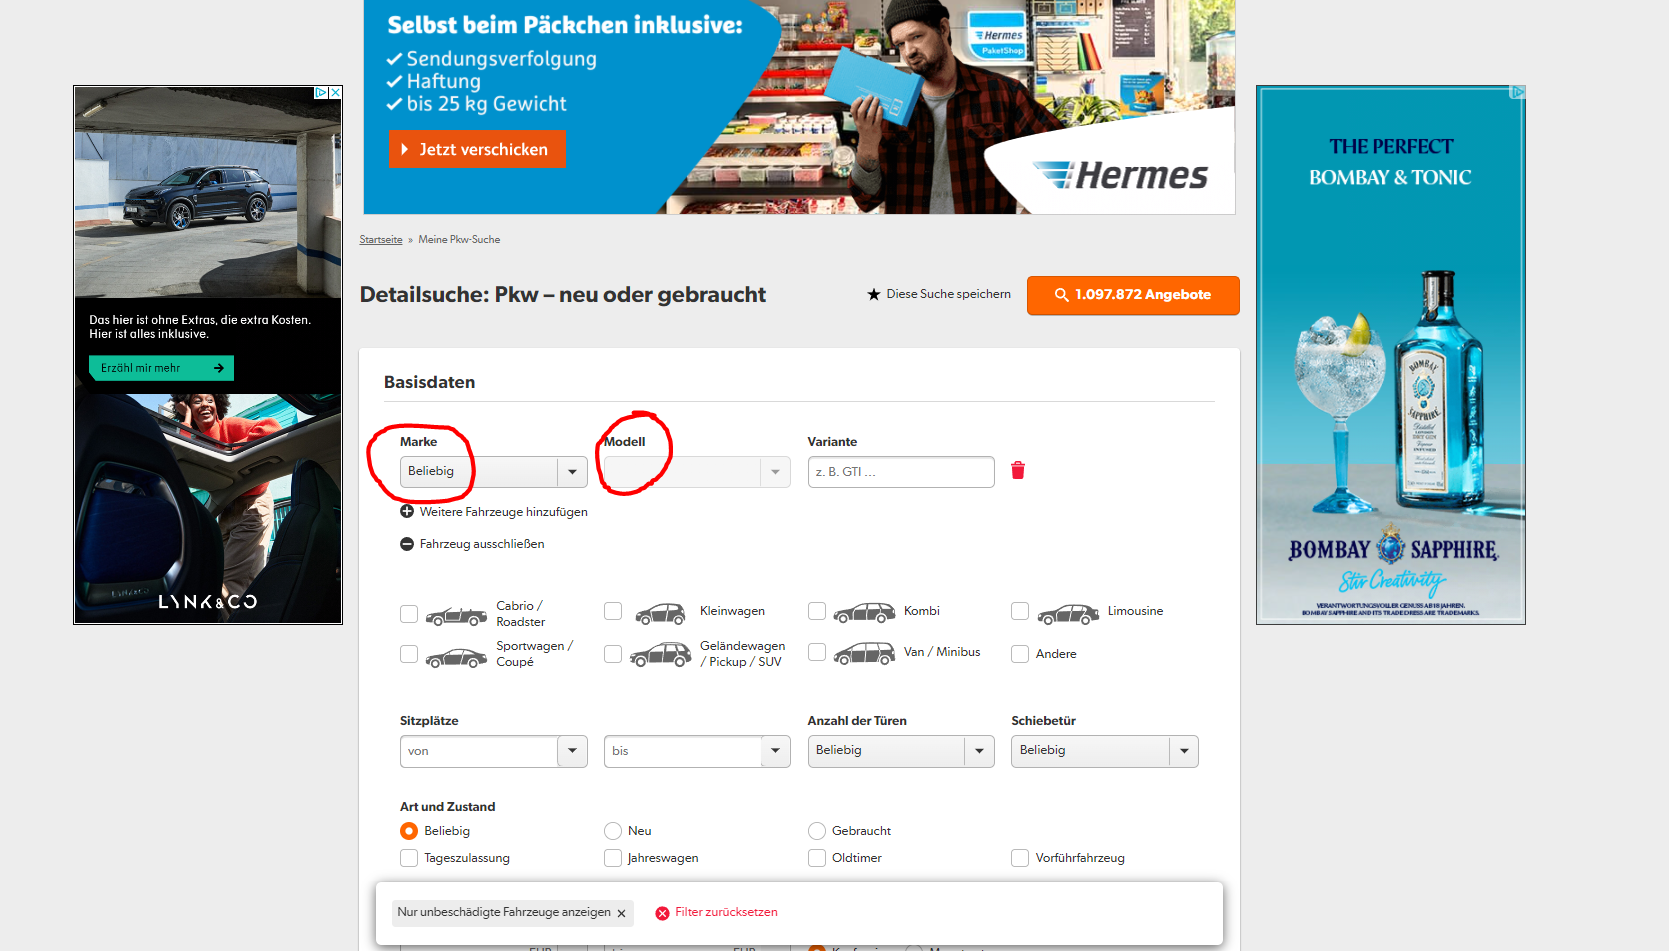 Selbst beim Päckchen inklusive:
Sendungsverfolgung
Haftung
bis 25 kg Gewicht
Jetzt verschicken
Hermes
PaketShop
Hermes
Das hier ist ohne Extras, die extra Kosten.
Hier ist alles inklusive.
Erzähl mir mehr
LYNK&CO
THE PERFECT
BOMBAY & TONIC
BOMBAY
SAPPHIRE
BOMBAY SAPPHIRE
Stir Creativity
VERANTWORTUNGSVOLLER GENUSS AB 18 JAHREN.
BOMBAY SAPPHIRE AND ITS TRADE DRESS ARE TRADEMARKS.
Startseite » Meine Pkw-Suche
Detailsuche: Pkw – neu oder gebraucht
Diese Suche speichern
1.097.872 Angebote
Basisdaten
Marke Modell Variante
Beliebig z. B. GTI ...
Weitere Fahrzeuge hinzufügen
Fahrzeug ausschließen
Cabrio /
Roadster
Kleinwagen
Kombi
Limousine
Sportwagen /
Coupé
Geländewagen
/ Pickup / SUV
Van / Minibus
Andere
Sitzplätze Anzahl der Türen Schiebetür
von bis Beliebig Beliebig
Art und Zustand
Beliebig Neu Gebraucht
Tageszulassung Jahreswagen Oldtimer Vorführfahrzeug
Nur unbeschädigte Fahrzeuge anzeigen
Filter zurücksetzen